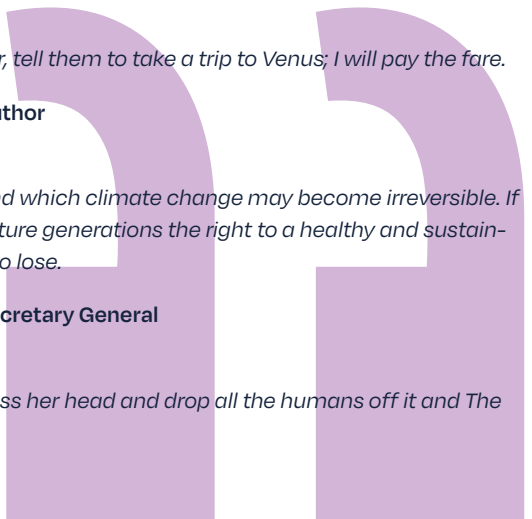 r, tell them to take a trip to Venus; I will pay the fare.
uthor
nd which climate change may become irreversible. If
ture generations the right to a healthy and sustain-
o lose.
cretary General
ss her head and drop all the humans off it and The